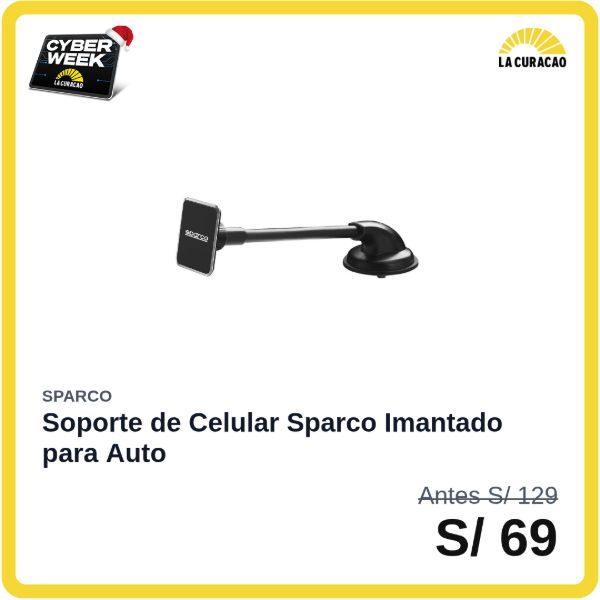 CYBER
WEEK
LA CURACAO
LA CURACAO
sparco
SPARCO
Soporte de Celular Sparco Imantado
para Auto
Antes S/ 129
S/ 69